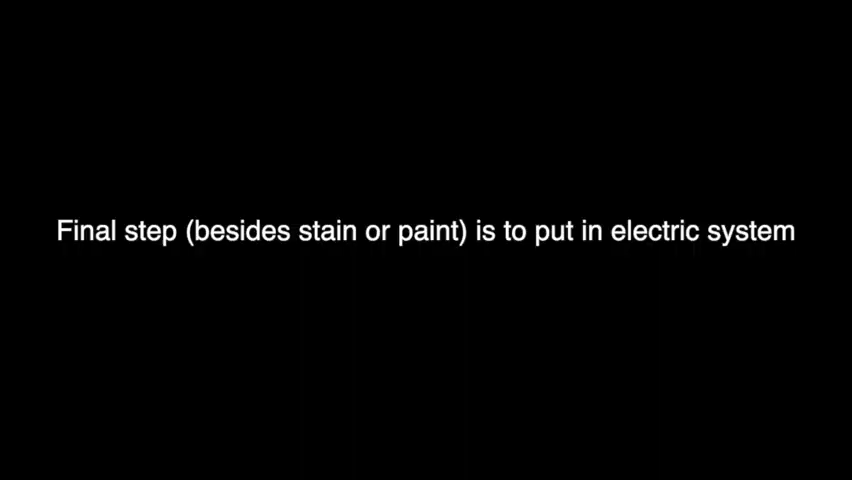 Final step (besides stain or paint) is to put in electric system